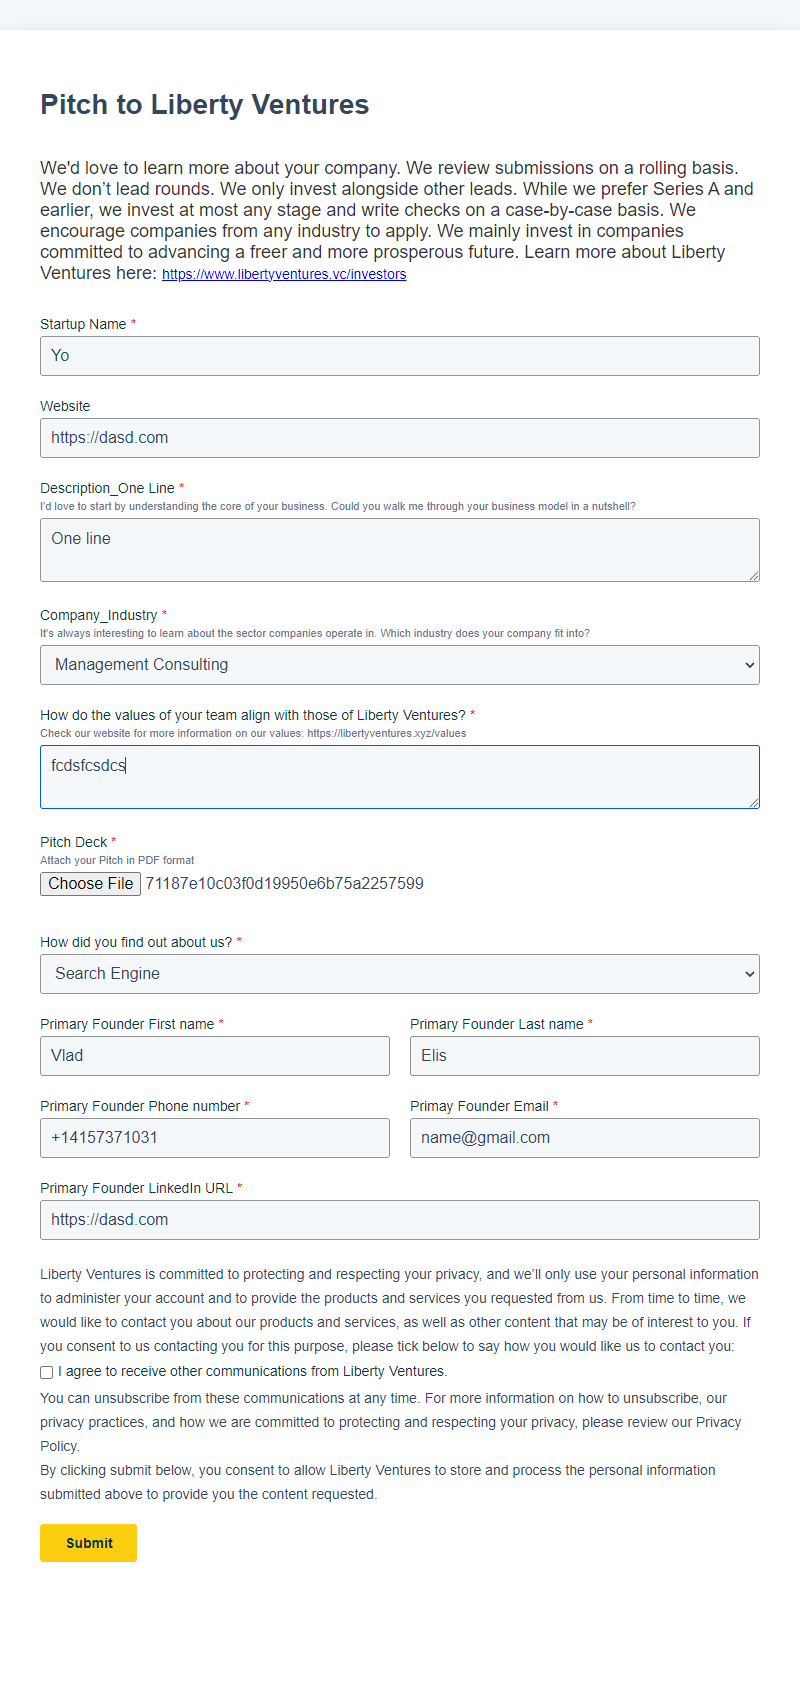 Pitch to Liberty Ventures
We'd love to learn more about your company. We review submissions on a rolling basis.
We don’t lead rounds. We only invest alongside other leads. While we prefer Series A and
earlier, we invest at most any stage and write checks on a case-by-case basis. We
encourage companies from any industry to apply. We mainly invest in companies
committed to advancing a freer and more prosperous future. Learn more about Liberty
Ventures here: https://www.libertyventures.vc/investors
Startup Name *
Yo
Website
https://dasd.com
Description_One Line *
I'd love to start by understanding the core of your business. Could you walk me through your business model in a nutshell?
One line
Company_Industry *
It's always interesting to learn about the sector companies operate in. Which industry does your company fit into?
Management Consulting
How do the values of your team align with those of Liberty Ventures? *
Check our website for more information on our values: https://libertyventures.xyz/values
fcdsfcsdcs
Pitch Deck *
Attach your Pitch in PDF format
Choose File 71187e10c03f0d19950e6b75a2257599
How did you find out about us? *
Search Engine
Primary Founder First name * Primary Founder Last name *
Vlad Elis
Primary Founder Phone number * Primay Founder Email *
+14157371031 name@gmail.com
Primary Founder LinkedIn URL *
https://dasd.com
Liberty Ventures is committed to protecting and respecting your privacy, and we’ll only use your personal information
to administer your account and to provide the products and services you requested from us. From time to time, we
would like to contact you about our products and services, as well as other content that may be of interest to you. If
you consent to us contacting you for this purpose, please tick below to say how you would like us to contact you:
I agree to receive other communications from Liberty Ventures.
You can unsubscribe from these communications at any time. For more information on how to unsubscribe, our
privacy practices, and how we are committed to protecting and respecting your privacy, please review our Privacy
Policy.
By clicking submit below, you consent to allow Liberty Ventures to store and process the personal information
submitted above to provide you the content requested.
Submit